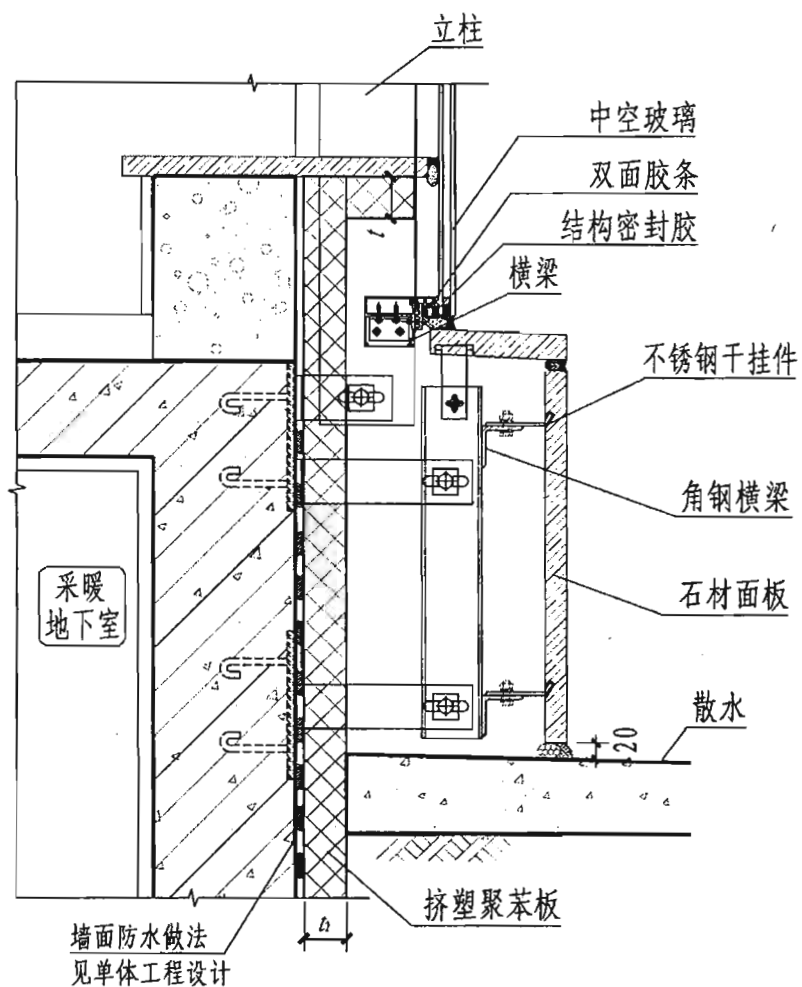 立柱
中空玻璃
双面胶条
结构密封胶
横梁
t
不锈钢干挂件
角钢横梁
采暖
地下室
石材面板
散水
20
挤塑聚苯板
t₁
墙面防水做法
见单体工程设计